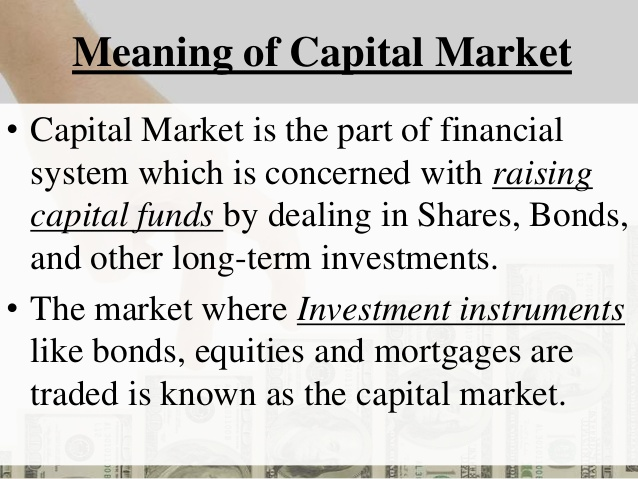 Meaning of Capital Market
• Capital Market is the part of financial
system which is concerned with raising
capital funds by dealing in Shares, Bonds,
and other long-term investments.
• The market where Investment instruments
like bonds, equities and mortgages are
traded is known as the capital market.